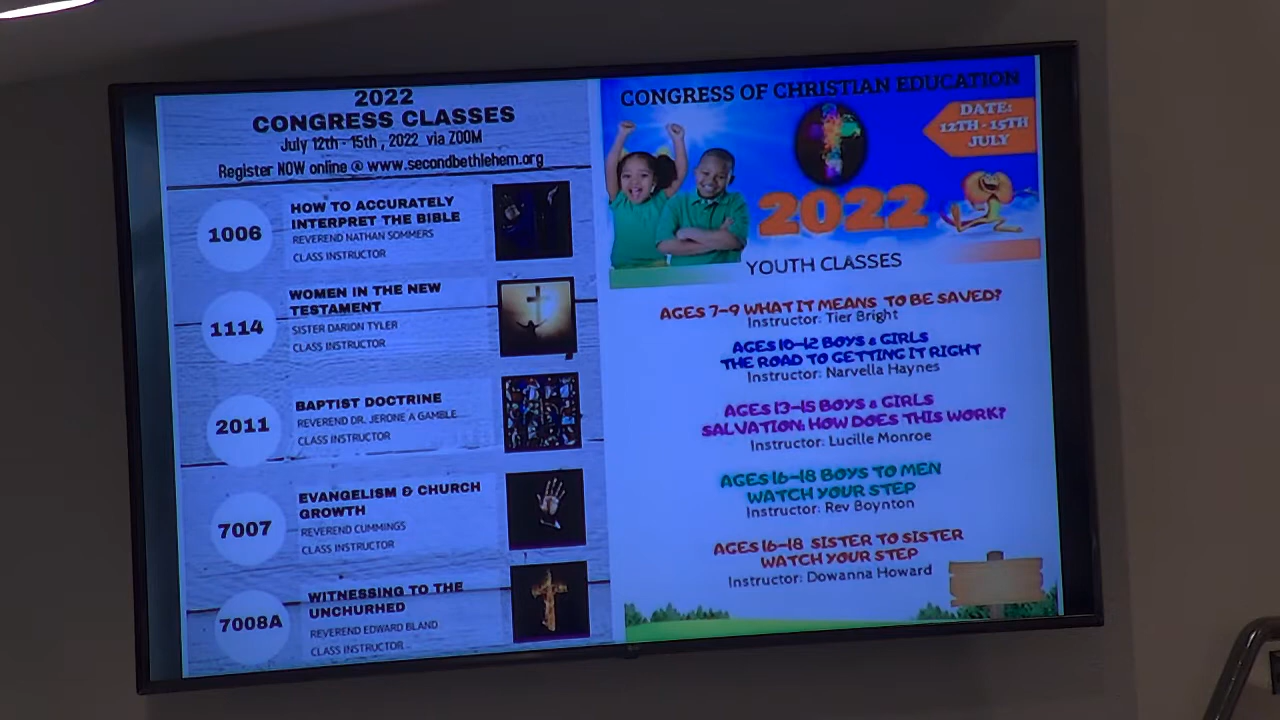 2022
CONGRESS CLASSES
July 12th - 15th , 2022 via ZOOM
Register NOW online @ www.secondbethlehem.org
1006
HOW TO ACCURATELY
INTERPRET THE BIBLE
REVEREND NATHAN SOMMERS
CLASS INSTRUCTOR
1114
WOMEN IN THE NEW
TESTAMENT
SISTER DARION TYLER
CLASS INSTRUCTOR
2011
BAPTIST DOCTRINE
REVEREND DR. JERONE A GAMBLE
CLASS INSTRUCTOR
7007
EVANGELISM & CHURCH
GROWTH
REVEREND CUMMINGS
CLASS INSTRUCTOR
7008A
WITNESSING TO THE
UNCHURHED
REVEREND EDWARD BLAND
CLASS INSTRUCTOR
CONGRESS OF CHRISTIAN EDUCATION
DATE:
12TH - 15TH
JULY
2022
YOUTH CLASSES
AGES 7-9 WHAT IT MEANS TO BE SAVED?
Instructor: Tier Bright
AGES 10-12 BOYS & GIRLS
THE ROAD TO GETTING IT RIGHT
Instructor: Narvella Haynes
AGES 13-15 BOYS & GIRLS
SALVATION: HOW DOES THIS WORK?
Instructor: Lucille Monroe
AGES 16-18 BOYS TO MEN
WATCH YOUR STEP
Instructor: Rev Boynton
AGES 16-18 SISTER TO SISTER
WATCH YOUR STEP
Instructor: Dowanna Howard